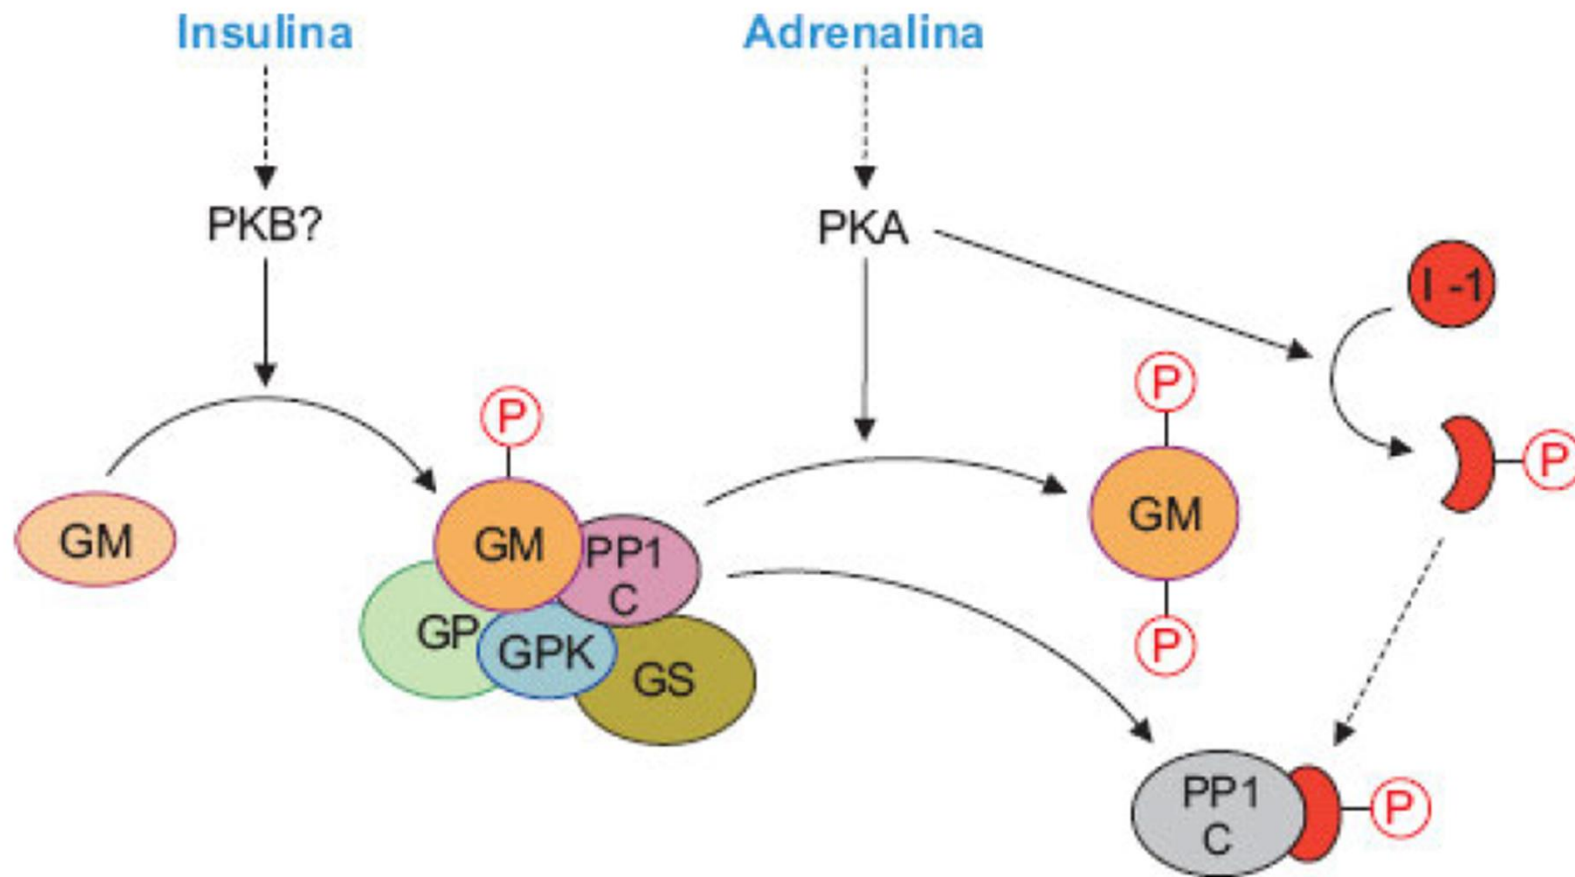 Insulina
Adrenalina
PKB?
PKA
I -1
P
P
P
GM
GM
GM
PP1
C
GP
GPK
GS
P
PP1
C
P